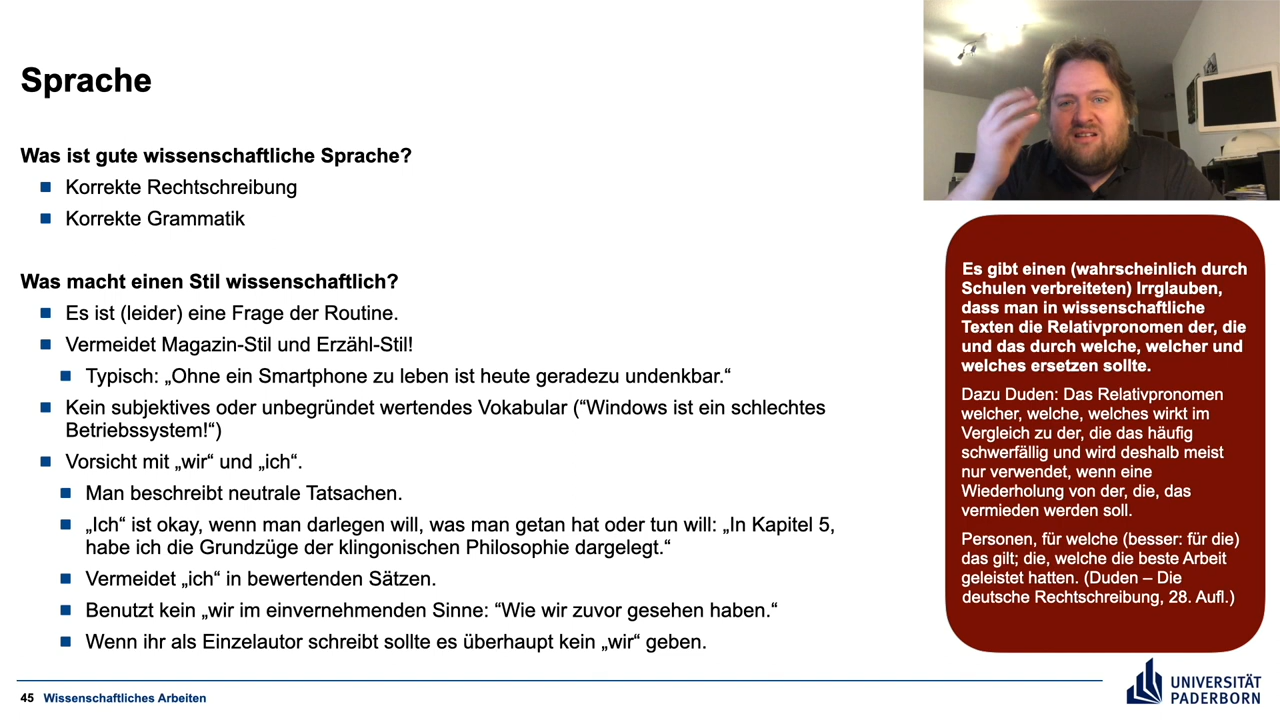 Sprache
Was ist gute wissenschaftliche Sprache?
Korrekte Rechtschreibung
Korrekte Grammatik
Was macht einen Stil wissenschaftlich?
Es ist (leider) eine Frage der Routine.
Vermeidet Magazin-Stil und Erzähl-Stil!
Typisch: „Ohne ein Smartphone zu leben ist heute geradezu undenkbar.“
Kein subjektives oder unbegründet wertendes Vokabular (“Windows ist ein schlechtes
Betriebssystem!“)
Vorsicht mit „wir“ und „ich“.
Man beschreibt neutrale Tatsachen.
„Ich“ ist okay, wenn man darlegen will, was man getan hat oder tun will: „In Kapitel 5,
habe ich die Grundzüge der klingonischen Philosophie dargelegt.“
Vermeidet „ich“ in bewertenden Sätzen.
Benutzt kein „wir im einvernehmenden Sinne: “Wie wir zuvor gesehen haben.“
Wenn ihr als Einzelautor schreibt sollte es überhaupt kein „wir“ geben.
Es gibt einen (wahrscheinlich durch
Schulen verbreiteten) Irrglauben,
dass man in wissenschaftliche
Texten die Relativpronomen der, die
und das durch welche, welcher und
welches ersetzen sollte.
Dazu Duden: Das Relativpronomen
welcher, welche, welches wirkt im
Vergleich zu der, die das häufig
schwerfällig und wird deshalb meist
nur verwendet, wenn eine
Wiederholung von der, die, das
vermieden werden soll.
Personen, für welche (besser: für die)
das gilt; die, welche die beste Arbeit
geleistet hatten. (Duden – Die
deutsche Rechtschreibung, 28. Aufl.)
45 Wissenschaftliches Arbeiten
UNIVERSITÄT
PADERBORN